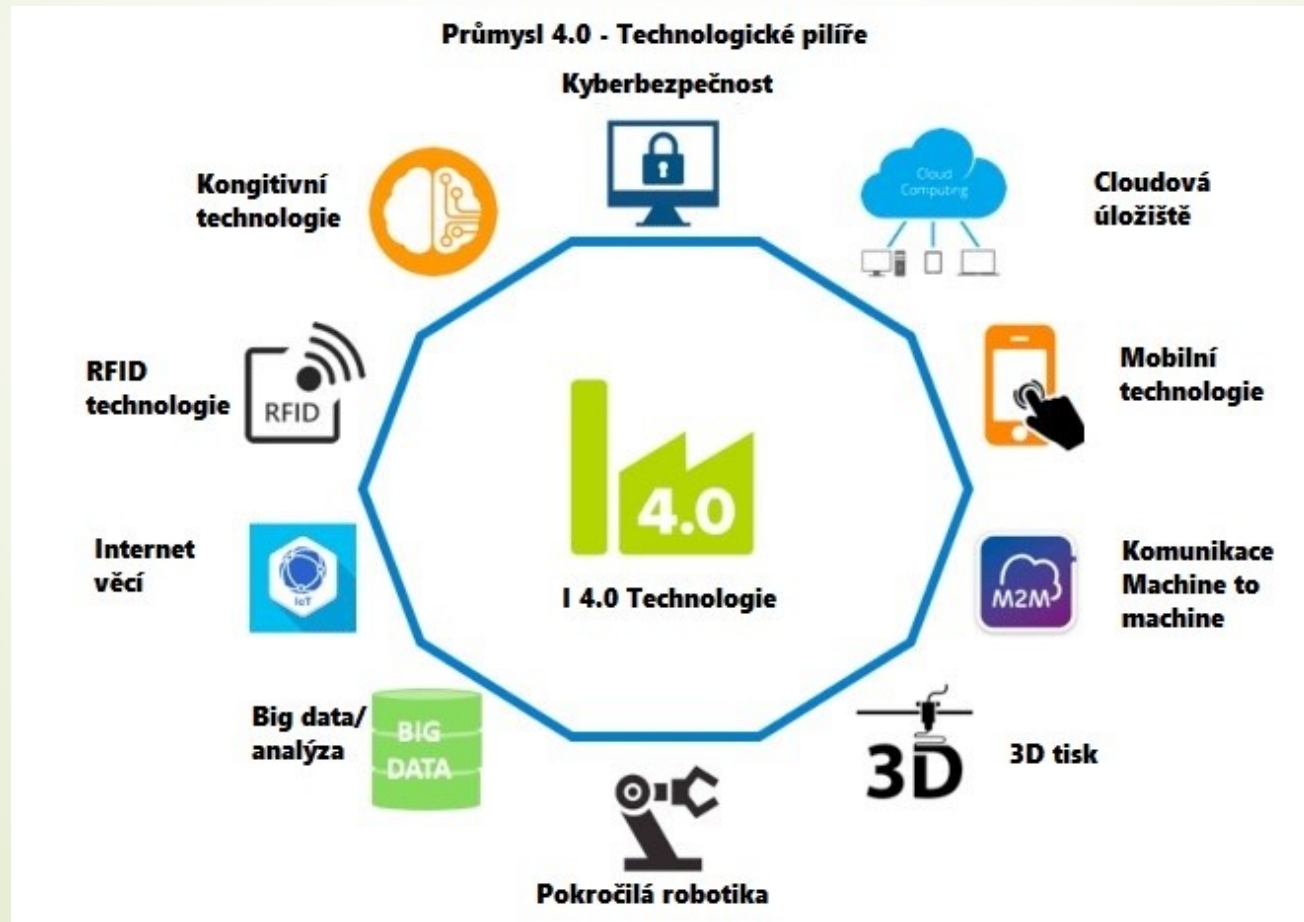 Průmysl 4.0 - Technologické pilíře
Kyberbezpečnost
Cloud
Computing
Cloudová
úložiště
Mobilní
technologie
M2M
Komunikace
Machine to
machine
3D
3D tisk
Pokročilá robotika
BIG
DATA
Big data/
analýza
IoT
Internet
věcí
RFID
RFID
technologie
Kongitivní
technologie
4.0
I 4.0 Technologie